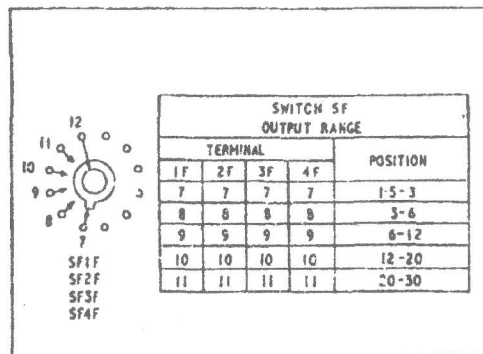 12
11
10
9
8
7
SF1F
SF2F
SF3F
SF4F
SWITCH SF
OUTPUT RANGE
TERMINAL POSITION
1F 2F 3F 4F
7 7 7 7 1·5-3
8 8 8 8 3-6
9 9 9 9 6-12
10 10 10 10 12-20
11 11 11 11 20-30